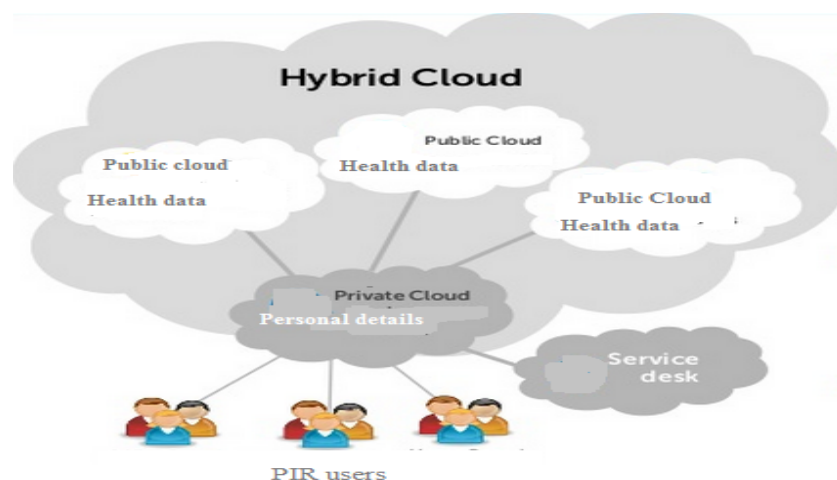 Hybrid Cloud
Public Cloud
Health data
Public cloud
Health data
Public Cloud
Health data
Private Cloud
Personal details
Service
desk
PIR users